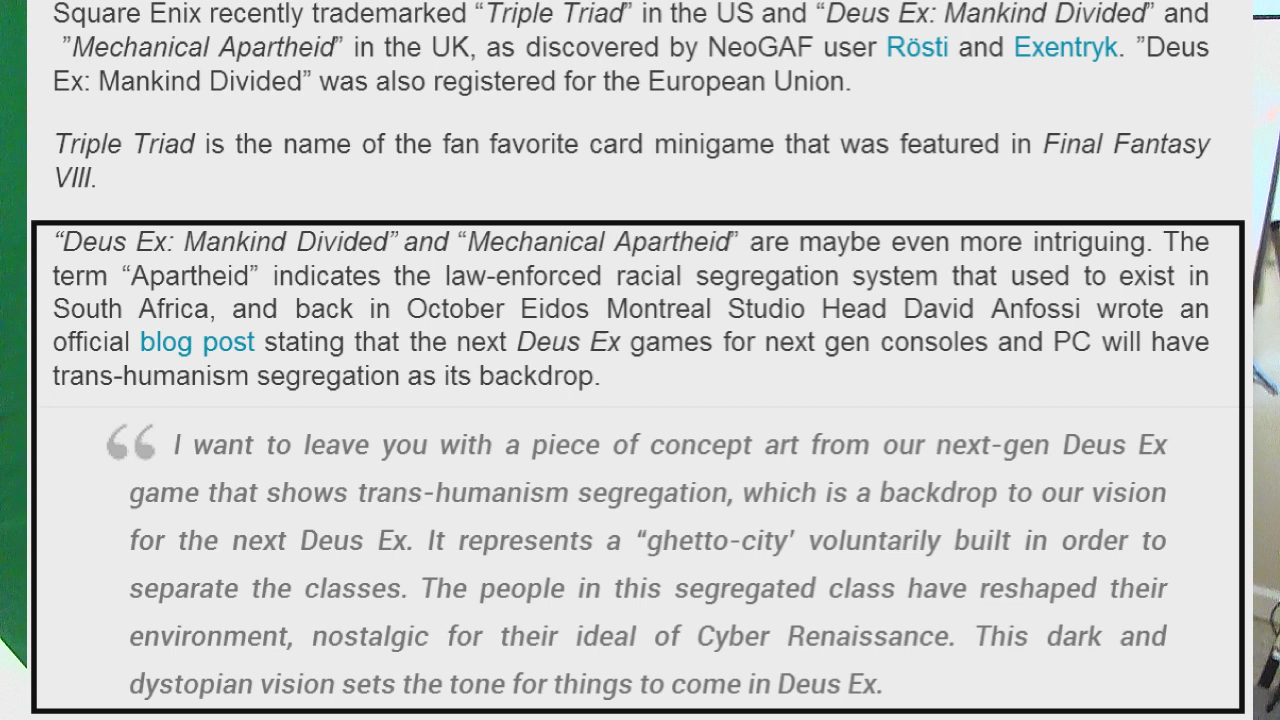 Square Enix recently trademarked “Triple Triad” in the US and “Deus Ex: Mankind Divided” and
”Mechanical Apartheid” in the UK, as discovered by NeoGAF user Rösti and Exentryk. ”Deus
Ex: Mankind Divided” was also registered for the European Union.
Triple Triad is the name of the fan favorite card minigame that was featured in Final Fantasy
VIII.
“Deus Ex: Mankind Divided” and “Mechanical Apartheid” are maybe even more intriguing. The
term “Apartheid” indicates the law-enforced racial segregation system that used to exist in
South Africa, and back in October Eidos Montreal Studio Head David Anfossi wrote an
official blog post stating that the next Deus Ex games for next gen consoles and PC will have
trans-humanism segregation as its backdrop.
“ I want to leave you with a piece of concept art from our next-gen Deus Ex
game that shows trans-humanism segregation, which is a backdrop to our vision
for the next Deus Ex. It represents a “ghetto-city’ voluntarily built in order to
separate the classes. The people in this segregated class have reshaped their
environment, nostalgic for their ideal of Cyber Renaissance. This dark and
dystopian vision sets the tone for things to come in Deus Ex.